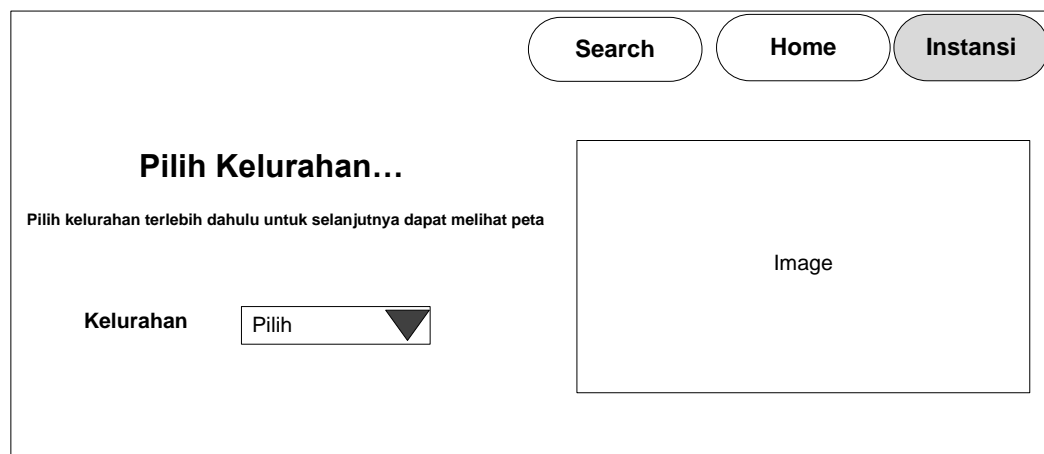 Search
Home
Instansi
Pilih Kelurahan…
Pilih kelurahan terlebih dahulu untuk selanjutnya dapat melihat peta
Image
Kelurahan
Pilih